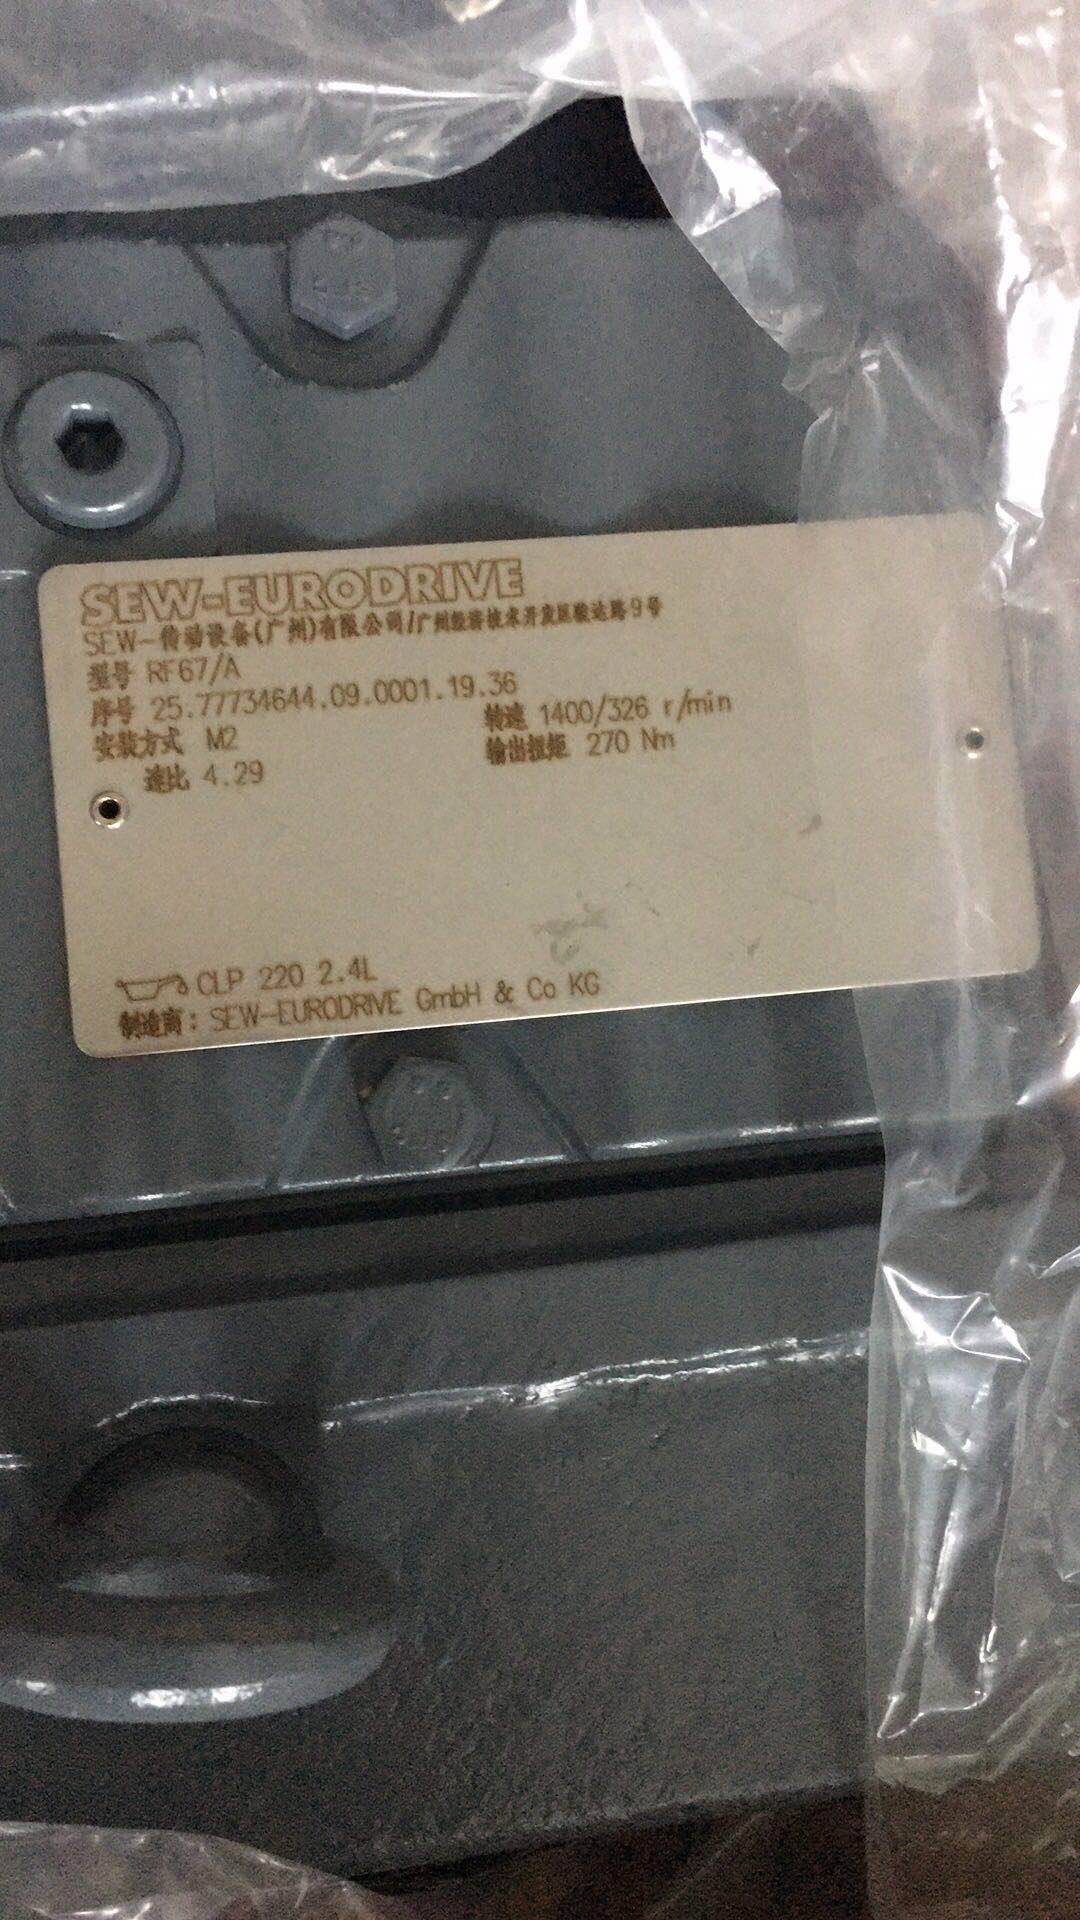 SEW-EURODRIVE
SEW-传动设备(广州)有限公司/广州经济技术开发区骏达路9号
型号 RF67/A
序号 25.77734644.09.0001.19.36
安装方式 M2 转速 1400/326 r/min
速比 4.29 输出扭矩 270 Nm
CLP 220 2.4L
制造商: SEW-EURODRIVE GmbH & Co KG